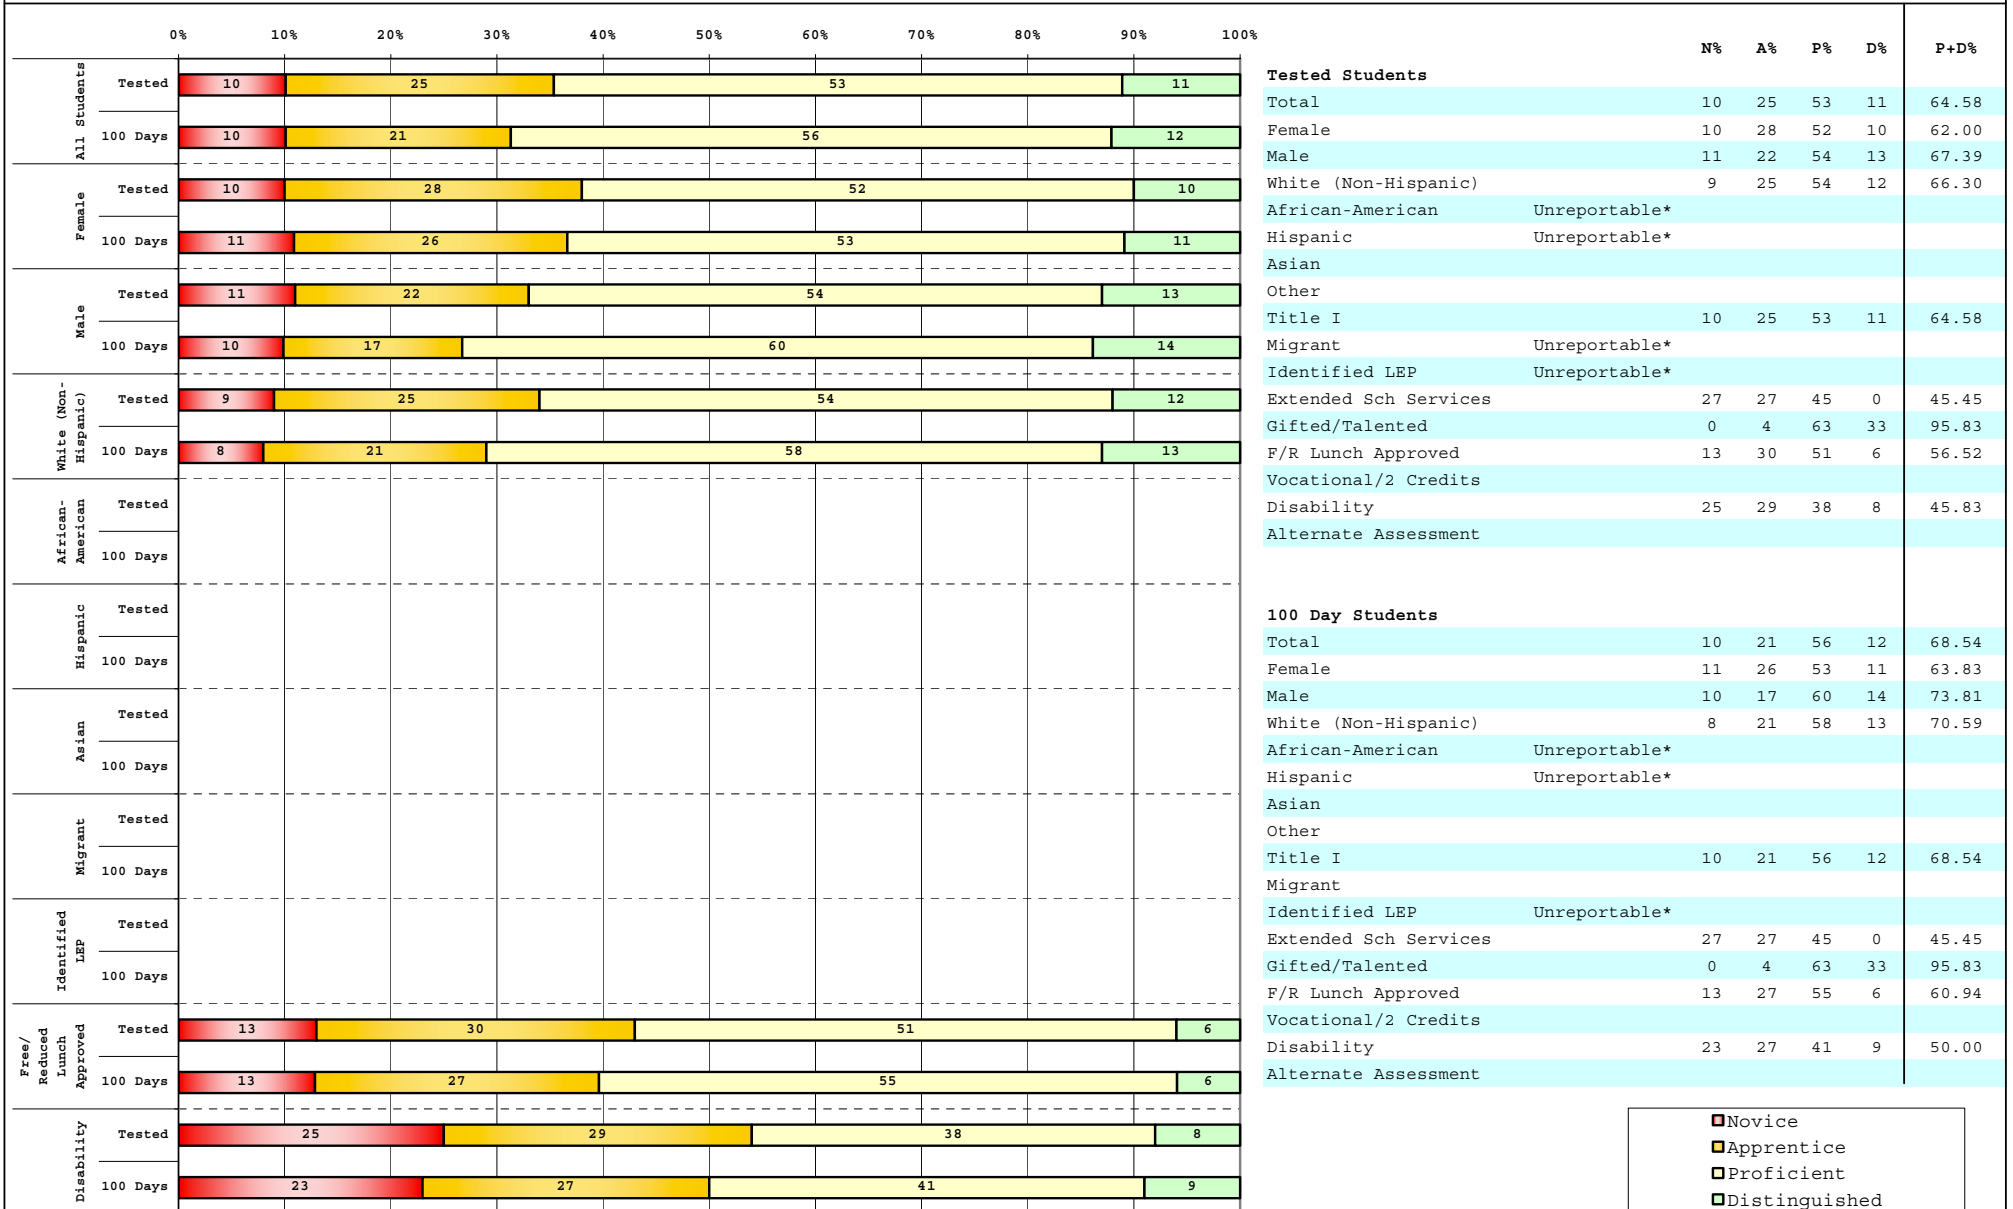 0% 10% 20% 30% 40% 50% 60% 70% 80% 90% 100%
All Students
Tested 10 25 53 11
100 Days 10 21 56 12
Female
Tested 10 28 52 10
100 Days 11 26 53 11
Male
Tested 11 22 54 13
100 Days 10 17 60 14
White (Non-
Hispanic)
Tested 9 25 54 12
100 Days 8 21 58 13
African-
American
Tested
100 Days
Hispanic
Tested
100 Days
Asian
Tested
100 Days
Migrant
Tested
100 Days
Identified
LEP
Tested
100 Days
Free/
Reduced
Lunch
Approved
Tested 13 30 51 6
100 Days 13 27 55 6
Disability
Tested 25 29 38 8
100 Days 23 27 41 9
N% A% P% D% P+D%
Tested Students
Total 10 25 53 11 64.58
Female 10 28 52 10 62.00
Male 11 22 54 13 67.39
White (Non-Hispanic) 9 25 54 12 66.30
African-American Unreportable*
Hispanic Unreportable*
Asian
Other
Title I 10 25 53 11 64.58
Migrant Unreportable*
Identified LEP Unreportable*
Extended Sch Services 27 27 45 0 45.45
Gifted/Talented 0 4 63 33 95.83
F/R Lunch Approved 13 30 51 6 56.52
Vocational/2 Credits
Disability 25 29 38 8 45.83
Alternate Assessment
100 Day Students
Total 10 21 56 12 68.54
Female 11 26 53 11 63.83
Male 10 17 60 14 73.81
White (Non-Hispanic) 8 21 58 13 70.59
African-American Unreportable*
Hispanic Unreportable*
Asian
Other
Title I 10 21 56 12 68.54
Migrant
Identified LEP Unreportable*
Extended Sch Services 27 27 45 0 45.45
Gifted/Talented 0 4 63 33 95.83
F/R Lunch Approved 13 27 55 6 60.94
Vocational/2 Credits
Disability 23 27 41 9 50.00
Alternate Assessment
Novice
Apprentice
Proficient
Distinguished